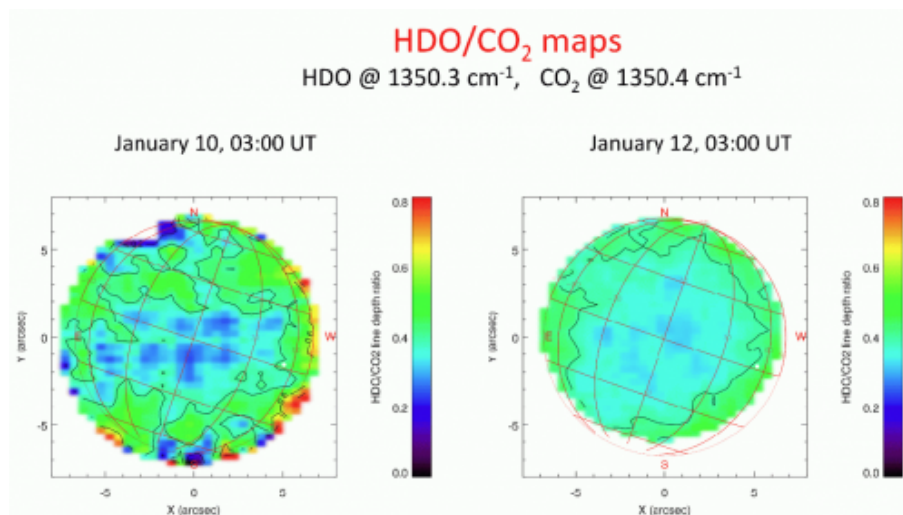 HDO/CO₂ maps
HDO @ 1350.3 cm⁻¹, CO₂ @ 1350.4 cm⁻¹
January 10, 03:00 UT
January 12, 03:00 UT
N
5
0
-5
Y (arcsec)
E
W
S
-5 0 5
X (arcsec)
0.8
0.6
0.4
0.2
0.0
HDO/CO2 line depth ratio
N
5
0
-5
Y (arcsec)
E
W
S
-5 0 5
X (arcsec)
0.8
0.6
0.4
0.2
0.0
HDO/CO2 line depth ratio